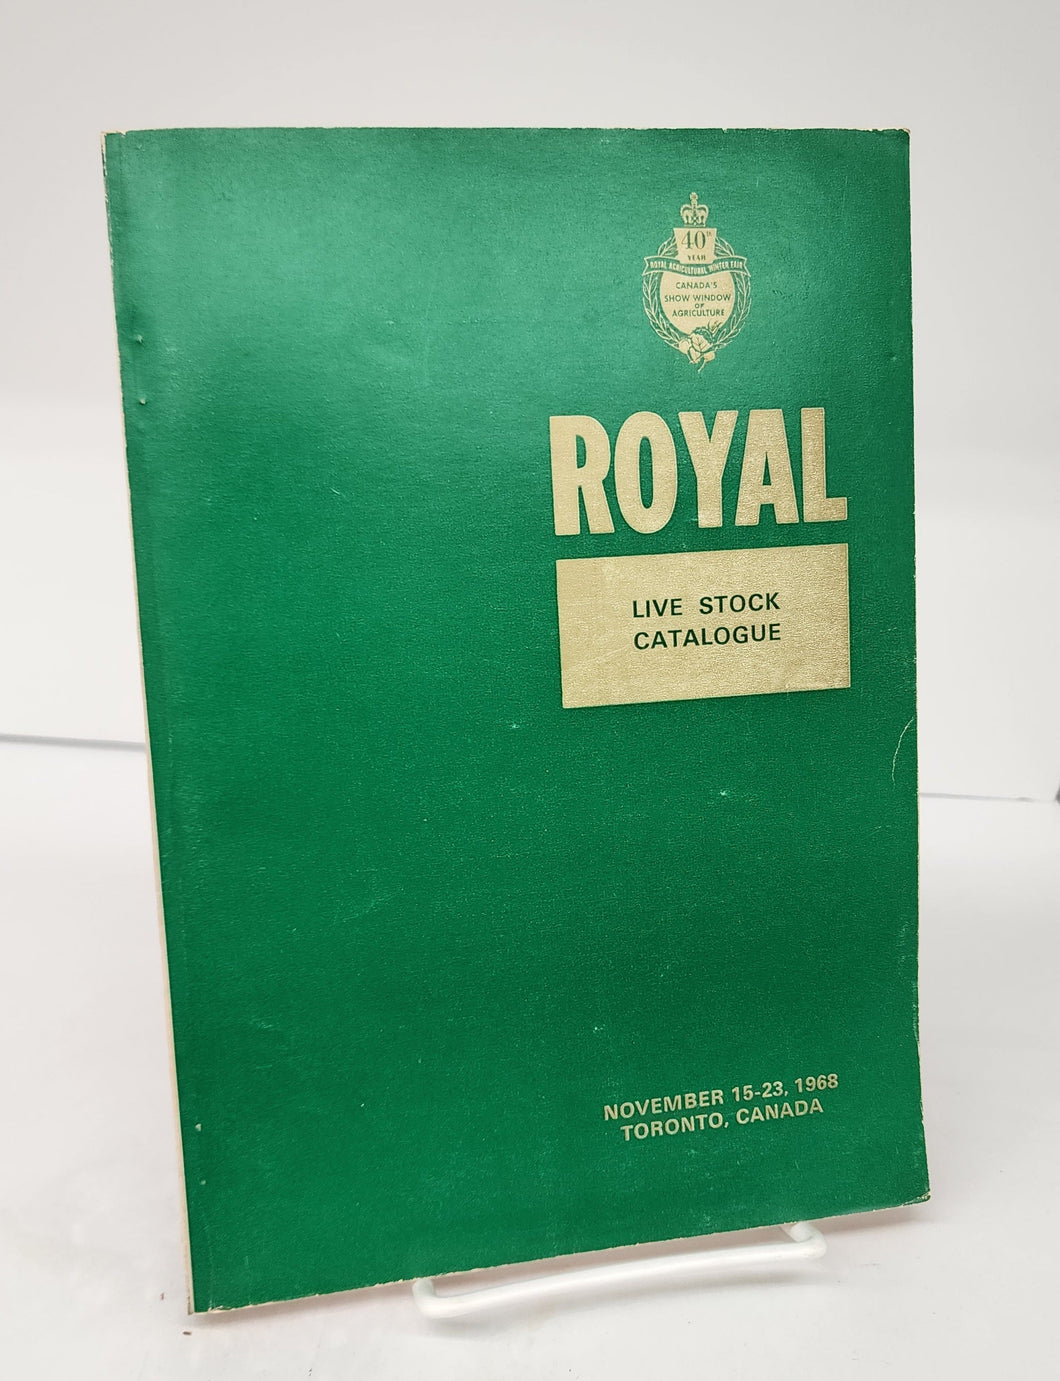 40th
YEAR
ROYAL AGRICULTURAL WINTER FAIR
CANADA'S
SHOW WINDOW
OF
AGRICULTURE
ROYAL
LIVE STOCK
CATALOGUE
NOVEMBER 15-23, 1968
TORONTO, CANADA